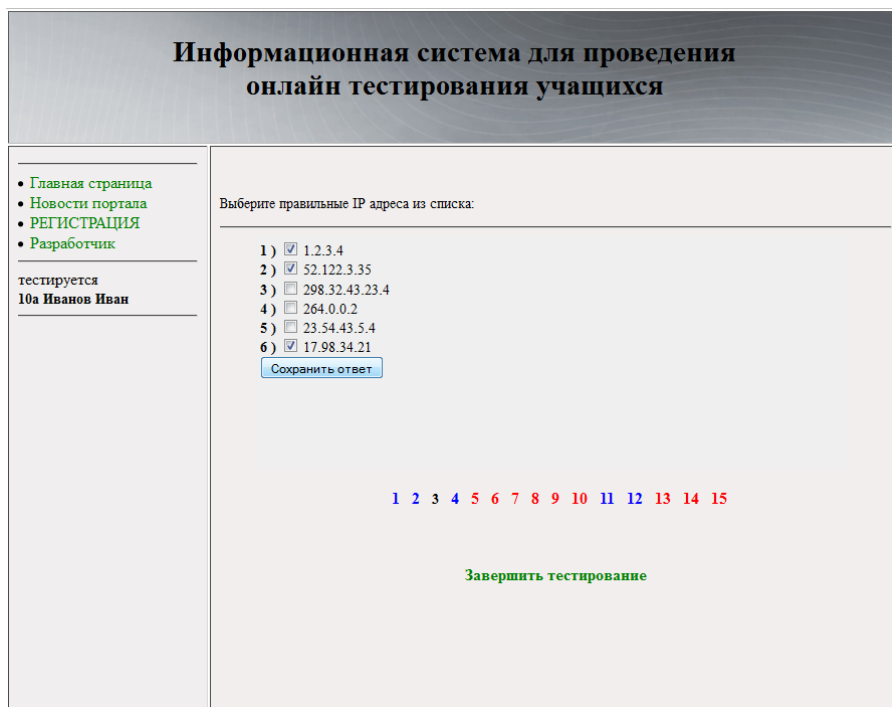 Информационная система для проведения
онлайн тестирования учащихся
• Главная страница
• Новости портала
• РЕГИСТРАЦИЯ
• Разработчик
тестируется
10а Иванов Иван
Выберите правильные IP адреса из списка:
1 ) 1.2.3.4
2 ) 52.122.3.35
3 ) 298.32.43.23.4
4 ) 264.0.0.2
5 ) 23.54.43.5.4
6 ) 17.98.34.21
Сохранить ответ
1 2 3 4 5 6 7 8 9 10 11 12 13 14 15
Завершить тестирование